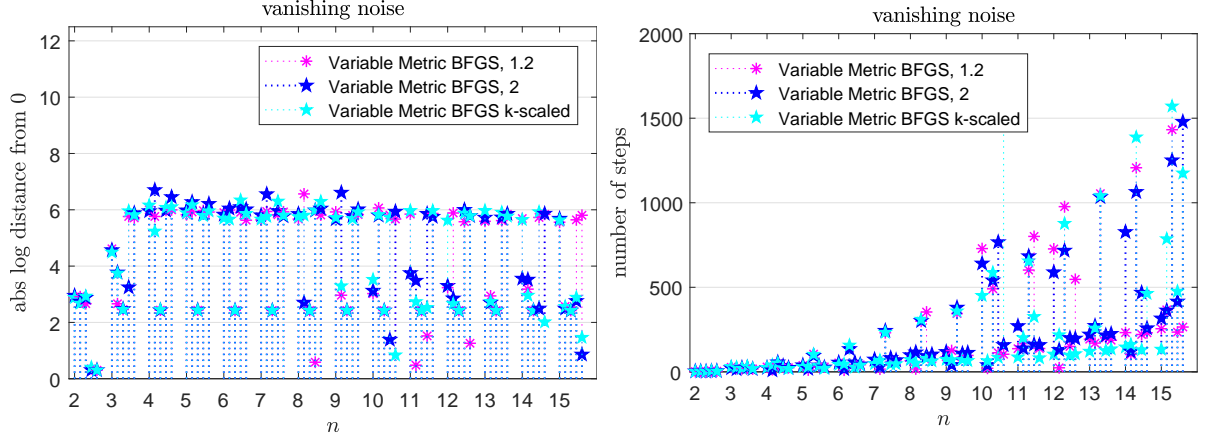 vanishing noise
abs log distance from 0
12
10
8
6
4
2
0
Variable Metric BFGS, 1.2
Variable Metric BFGS, 2
Variable Metric BFGS k-scaled
2 3 4 5 6 7 8 9 10 11 12 13 14 15
n
vanishing noise
number of steps
2000
1500
1000
500
0
Variable Metric BFGS, 1.2
Variable Metric BFGS, 2
Variable Metric BFGS k-scaled
2 3 4 5 6 7 8 9 10 11 12 13 14 15
n